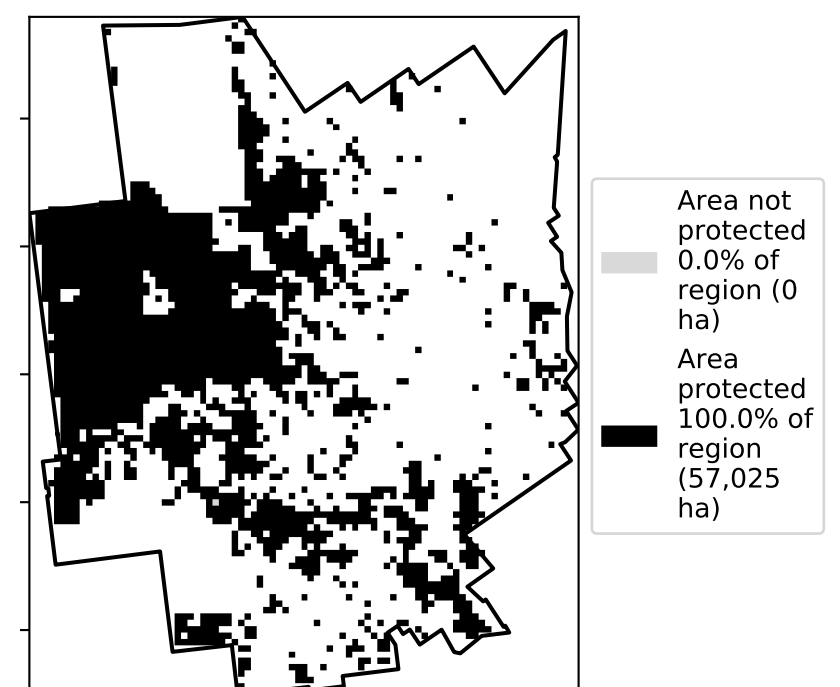 Area not
protected
0.0% of
region (0
ha)
Area
protected
100.0% of
region
(57,025
ha)